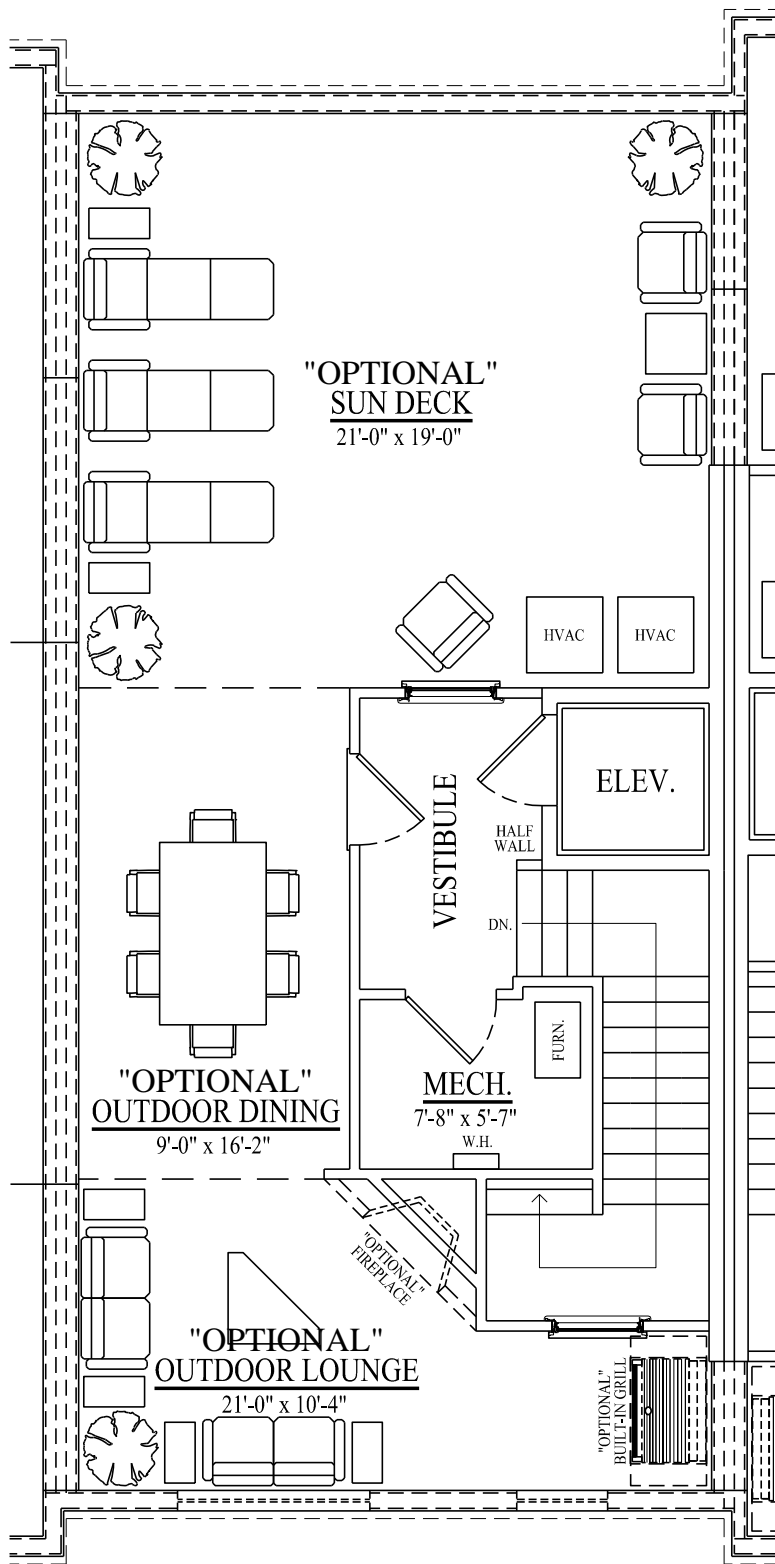 "OPTIONAL"
SUN DECK
21'-0" x 19'-0"
HVAC
HVAC
VESTIBULE
ELEV.
HALF
WALL
DN.
FURN.
MECH.
7'-8" x 5'-7"
W.H.
"OPTIONAL"
OUTDOOR DINING
9'-0" x 16'-2"
"OPTIONAL"
FIREPLACE
"OPTIONAL"
OUTDOOR LOUNGE
21'-0" x 10'-4"
"OPTIONAL"
BUILT-IN GRILL